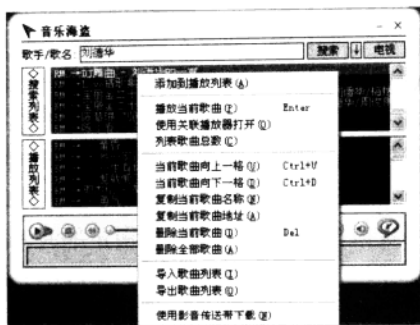 音乐海盗
歌手/歌名 刘德华 搜索 电视
搜索列表
播放列表
添加到播放列表(A)
播放当前歌曲(P) Enter
使用关联播放器打开(O)
列表歌曲总数(C)
当前歌曲向上一格(U) Ctrl+U
当前歌曲向下一格(D) Ctrl+D
复制当前歌曲名称(N)
复制当前歌曲地址(A)
删除当前歌曲(D) Del
删除全部歌曲(A)
导入歌曲列表(I)
导出歌曲列表(O)
使用影音传送带下载(N)